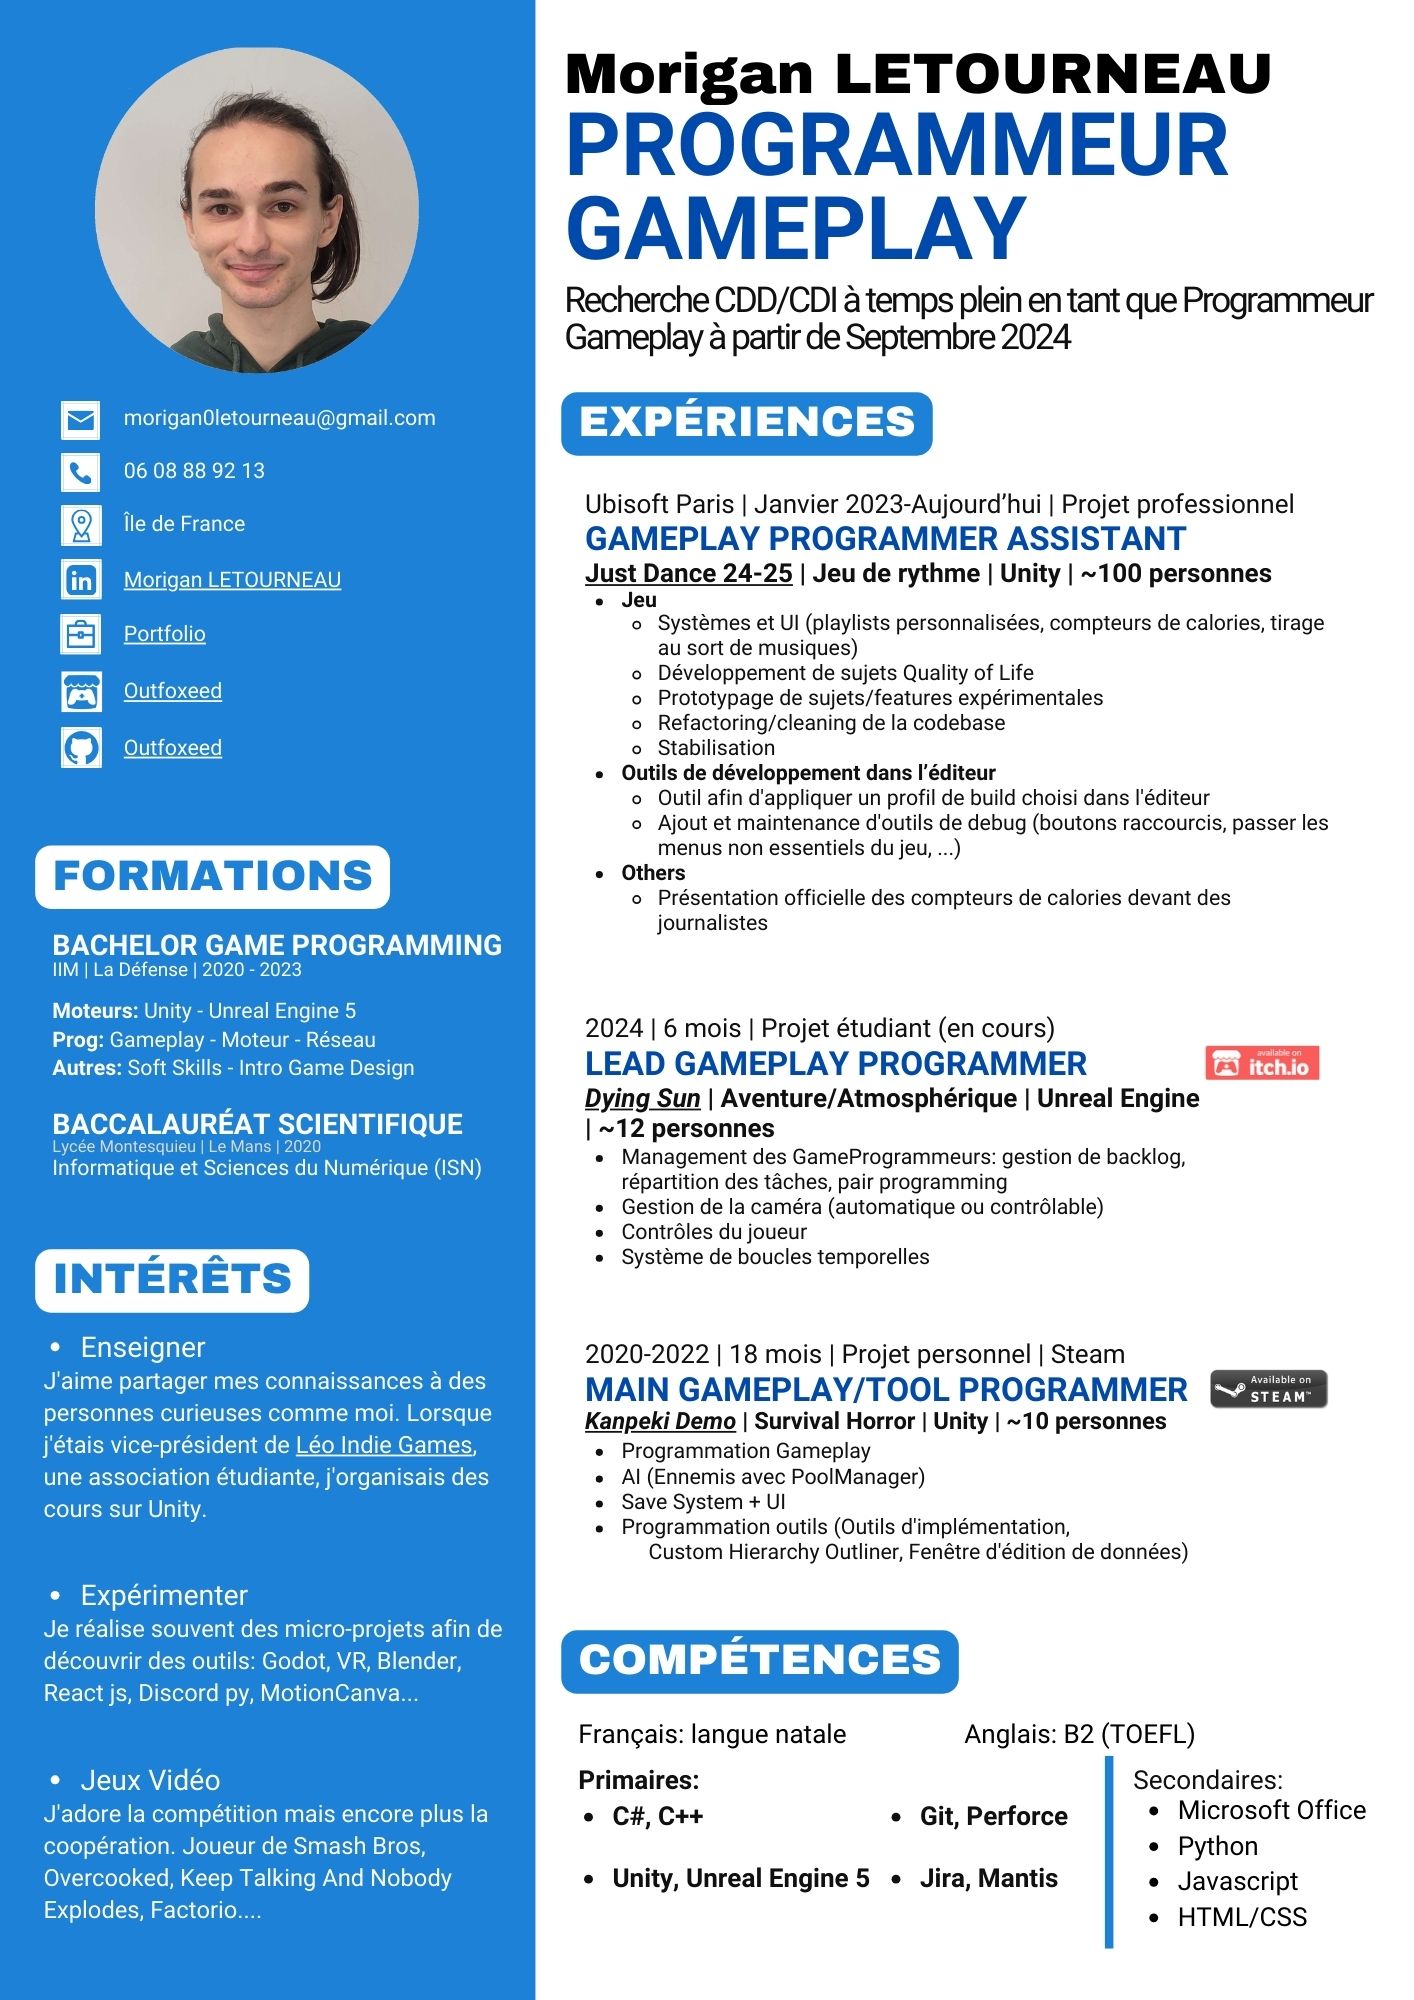 morigan0letourneau@gmail.com
06 08 88 92 13
Île de France
Morigan LETOURNEAU
Portfolio
Outfoxeed
Outfoxeed
FORMATIONS
BACHELOR GAME PROGRAMMING
IIM | La Défense | 2020 - 2023
Moteurs: Unity - Unreal Engine 5
Prog: Gameplay - Moteur - Réseau
Autres: Soft Skills - Intro Game Design
BACCALAURÉAT SCIENTIFIQUE
Lycée Montesquieu | Le Mans | 2020
Informatique et Sciences du Numérique (ISN)
INTÉRÊTS
• Enseigner
J'aime partager mes connaissances à des
personnes curieuses comme moi. Lorsque
j'étais vice-président de Léo Indie Games,
une association étudiante, j'organisais des
cours sur Unity.
• Expérimenter
Je réalise souvent des micro-projets afin de
découvrir des outils: Godot, VR, Blender,
React js, Discord py, MotionCanva...
• Jeux Vidéo
J'adore la compétition mais encore plus la
coopération. Joueur de Smash Bros,
Overcooked, Keep Talking And Nobody
Explodes, Factorio....
Morigan LETOURNEAU
PROGRAMMEUR
GAMEPLAY
Recherche CDD/CDI à temps plein en tant que Programmeur
Gameplay à partir de Septembre 2024
EXPÉRIENCES
Ubisoft Paris | Janvier 2023-Aujourd’hui | Projet professionnel
GAMEPLAY PROGRAMMER ASSISTANT
Just Dance 24-25 | Jeu de rythme | Unity | ~100 personnes
• Jeu
◦ Systèmes et UI (playlists personnalisées, compteurs de calories, tirage
au sort de musiques)
◦ Développement de sujets Quality of Life
◦ Prototypage de sujets/features expérimentales
◦ Refactoring/cleaning de la codebase
◦ Stabilisation
• Outils de développement dans l’éditeur
◦ Outil afin d'appliquer un profil de build choisi dans l'éditeur
◦ Ajout et maintenance d'outils de debug (boutons raccourcis, passer les
menus non essentiels du jeu, ...)
• Others
◦ Présentation officielle des compteurs de calories devant des
journalistes
2024 | 6 mois | Projet étudiant (en cours)
LEAD GAMEPLAY PROGRAMMER
available on
itch.io
Dying Sun | Aventure/Atmosphérique | Unreal Engine
| ~12 personnes
• Management des GameProgrammeurs: gestion de backlog,
répartition des tâches, pair programming
• Gestion de la caméra (automatique ou contrôlable)
• Contrôles du joueur
• Système de boucles temporelles
2020-2022 | 18 mois | Projet personnel | Steam
MAIN GAMEPLAY/TOOL PROGRAMMER
Available on
STEAM™
Kanpeki Demo | Survival Horror | Unity | ~10 personnes
• Programmation Gameplay
• AI (Ennemis avec PoolManager)
• Save System + UI
• Programmation outils (Outils d'implémentation,
Custom Hierarchy Outliner, Fenêtre d'édition de données)
COMPÉTENCES
Français: langue natale
Anglais: B2 (TOEFL)
Primaires:
• C#, C++
• Unity, Unreal Engine 5
• Git, Perforce
• Jira, Mantis
Secondaires:
• Microsoft Office
• Python
• Javascript
• HTML/CSS